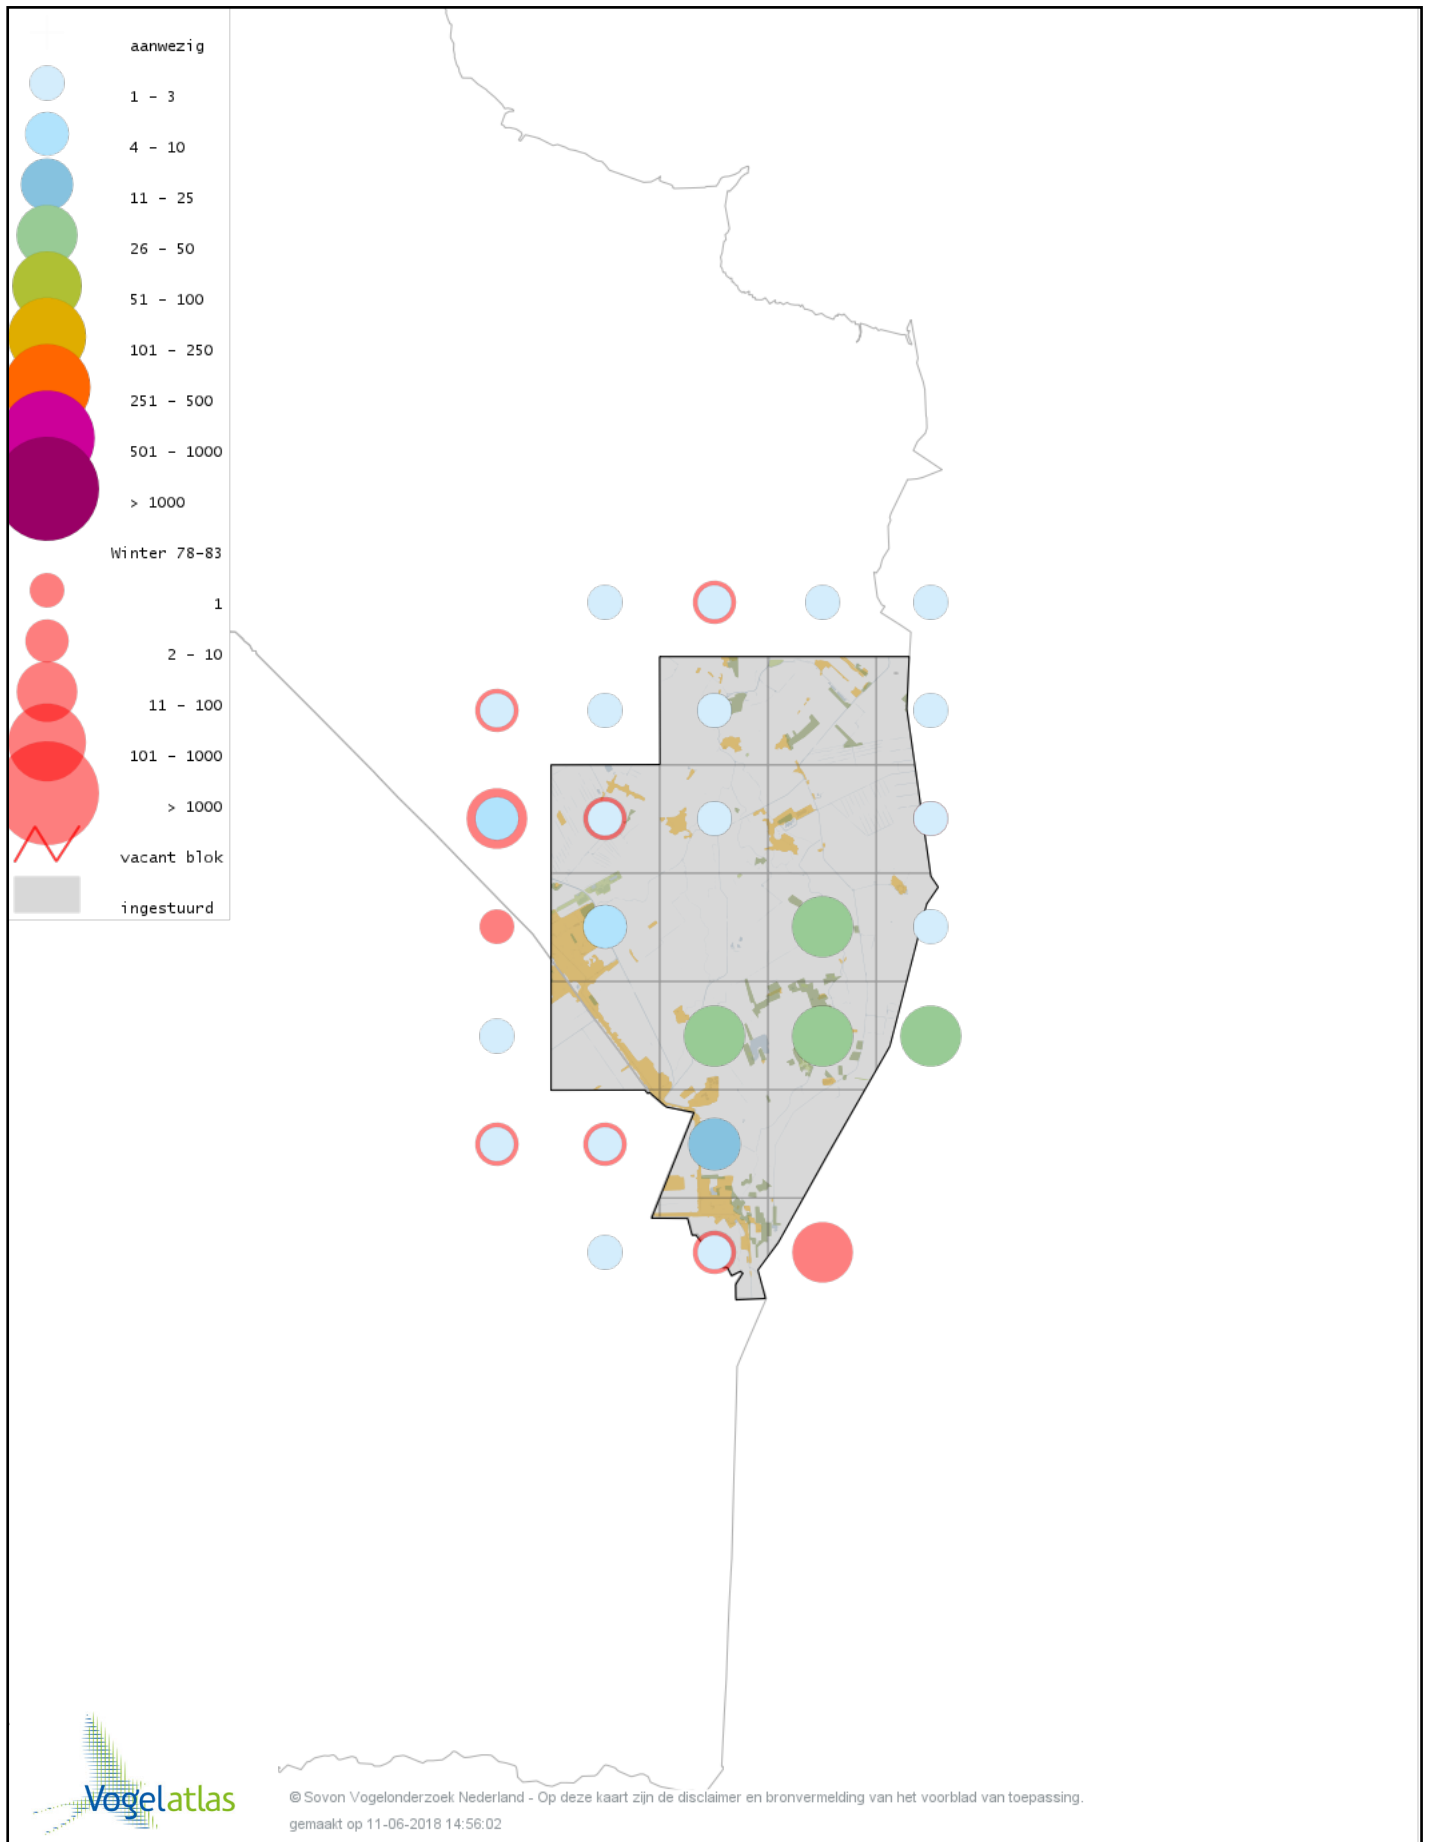 aanwezig
1 - 3
4 - 10
11 - 25
26 - 50
51 - 100
101 - 250
251 - 500
501 - 1000
> 1000
Winter 78-83
1
2 - 10
11 - 100
101 - 1000
> 1000
vacant blok
ingestuurd
Vogelatlas
© Sovon Vogelonderzoek Nederland - Op deze kaart zijn de disclaimer en bronvermelding van het voorblad van toepassing.
gemaakt op 11-06-2018 14:56:02